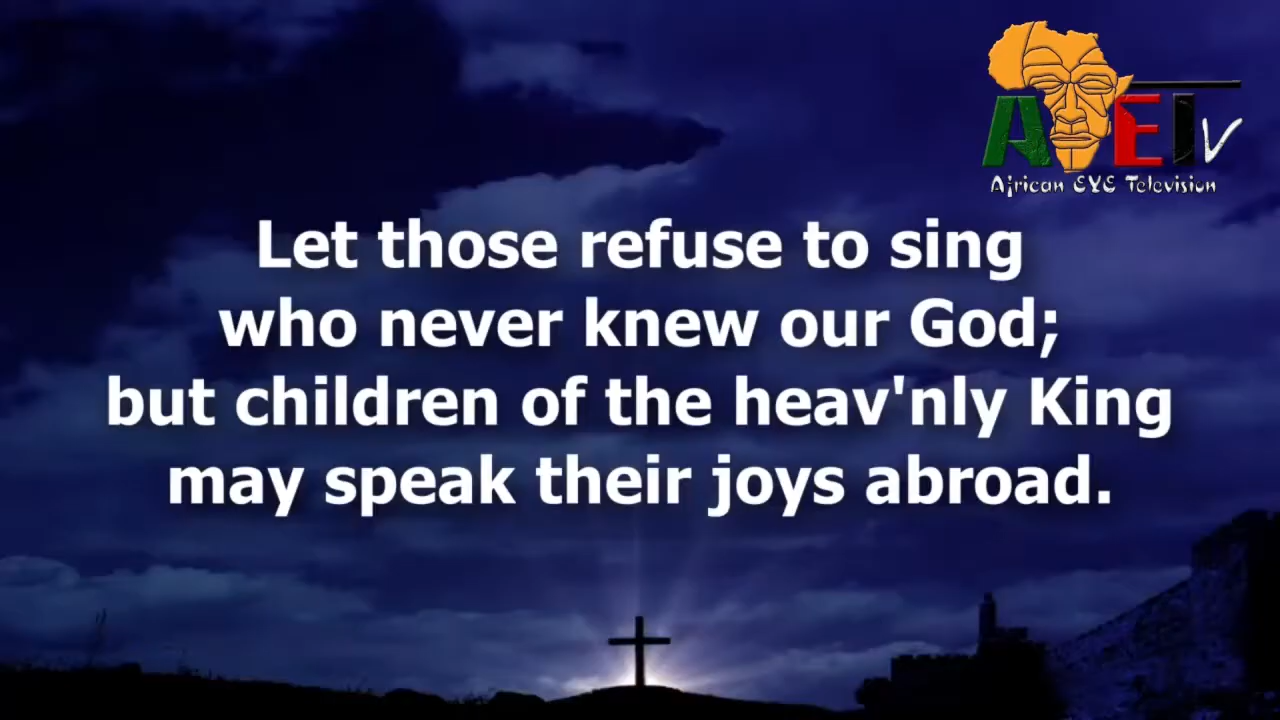 AETV
African EYE Television
Let those refuse to sing
who never knew our God;
but children of the heav'nly King
may speak their joys abroad.